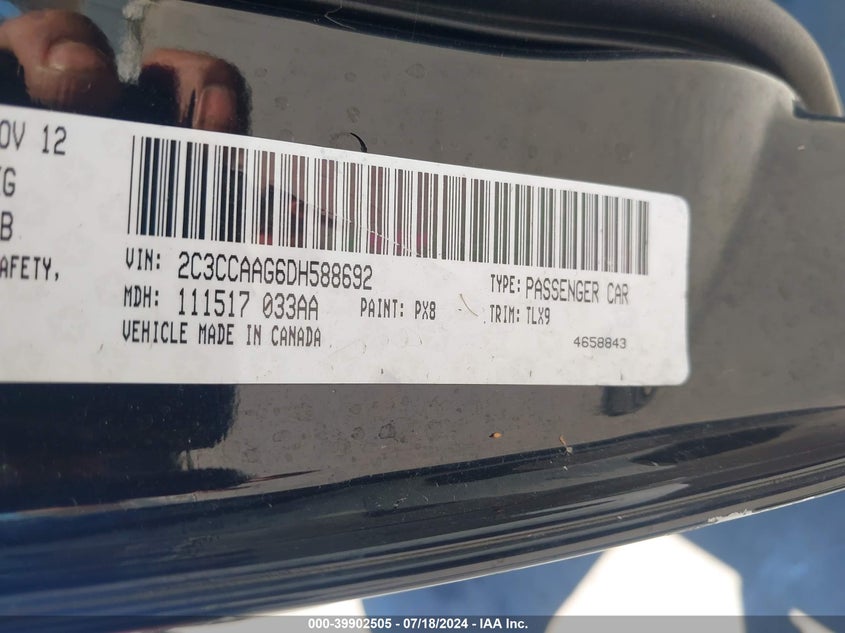 OV 12
G
B
AFETY,
VIN: 2C3CCAAG6DH588692
TYPE: PASSENGER CAR
MDH: 111517 033AA
PAINT: PX8
TRIM: TLX9
VEHICLE MADE IN CANADA
4658843
000-39902505 - 07/18/2024 - IAA Inc.